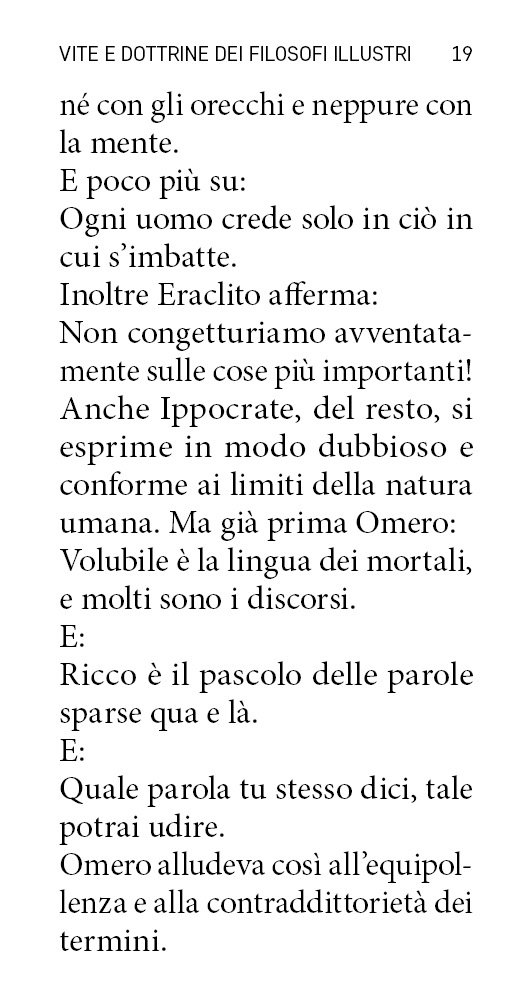 VITE E DOTTRINE DEI FILOSOFI ILLUSTRI 19
né con gli orecchi e neppure con
la mente.
E poco più su:
Ogni uomo crede solo in ciò in
cui s’imbatte.
Inoltre Eraclito afferma:
Non congetturiamo avventata-
mente sulle cose più importanti!
Anche Ippocrate, del resto, si
esprime in modo dubbioso e
conforme ai limiti della natura
umana. Ma già prima Omero:
Volubile è la lingua dei mortali,
e molti sono i discorsi.
E:
Ricco è il pascolo delle parole
sparse qua e là.
E:
Quale parola tu stesso dici, tale
potrai udire.
Omero alludeva così all’equipol-
lenza e alla contraddittorietà dei
termini.